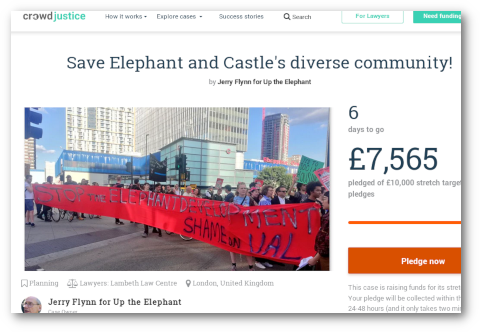 crowdjustice How it works Explore cases Success stories Search For Lawyers Need funding
Save Elephant and Castle's diverse community!
by Jerry Flynn for Up the Elephant
STOP THE ELEPHANT DEVELOPMENT
SHAME ON UAL
6
days to go
£7,565
pledged of £10,000 stretch target
pledges
Pledge now
Planning Lawyers: Lambeth Law Centre London, United Kingdom
Jerry Flynn for Up the Elephant
Case Owner
This case is raising funds for its stret
Your pledge will be collected within th
24-48 hours (and it only takes two min